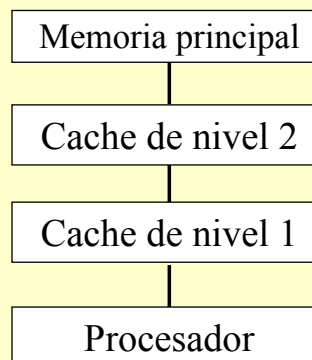 Memoria principal
Cache de nivel 2
Cache de nivel 1
Procesador